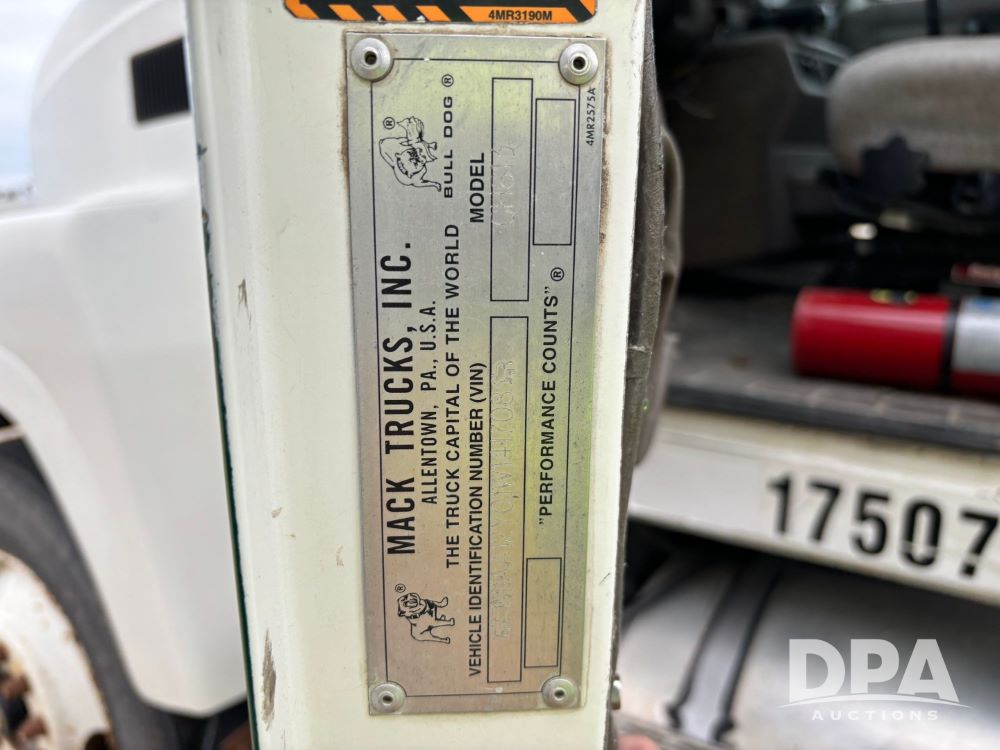 4MR3190M
MACK TRUCKS, INC.
ALLENTOWN, PA., U.S.A.
THE TRUCK CAPITAL OF THE WORLD
BULL DOG ®
VEHICLE IDENTIFICATION NUMBER (VIN)
MODEL
"PERFORMANCE COUNTS" ®
4MR2575A
17507
DPA
AUCTIONS